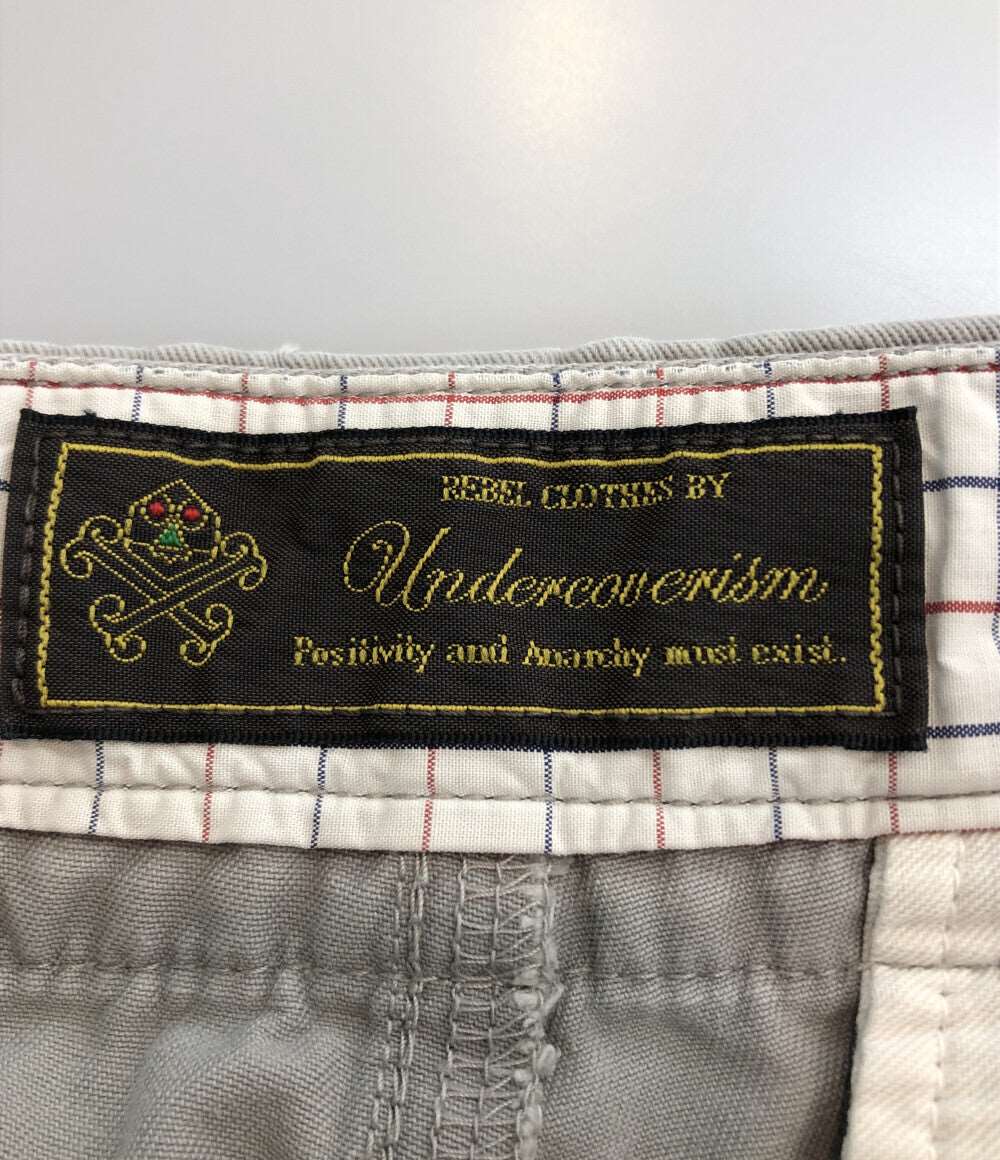 REBEL CLOTHES BY
Undercoverism
Positivity and Anarchy must exist.